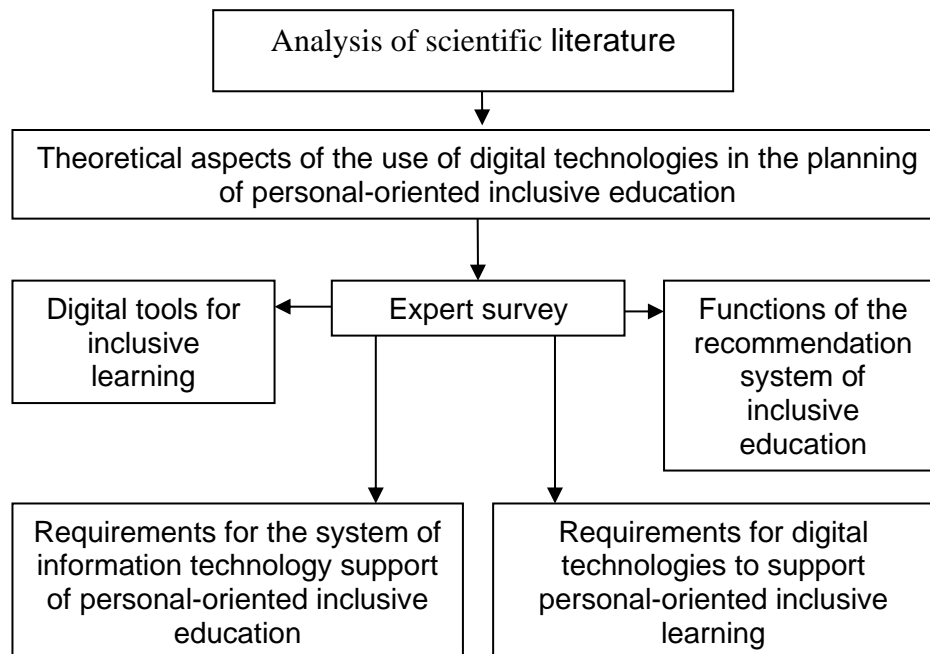 Analysis of scientific literature
Theoretical aspects of the use of digital technologies in the planning
of personal-oriented inclusive education
Digital tools for
inclusive
learning
Expert survey
Functions of the
recommendation
system of
inclusive
education
Requirements for the system of
information technology support
of personal-oriented inclusive
education
Requirements for digital
technologies to support
personal-oriented inclusive
learning